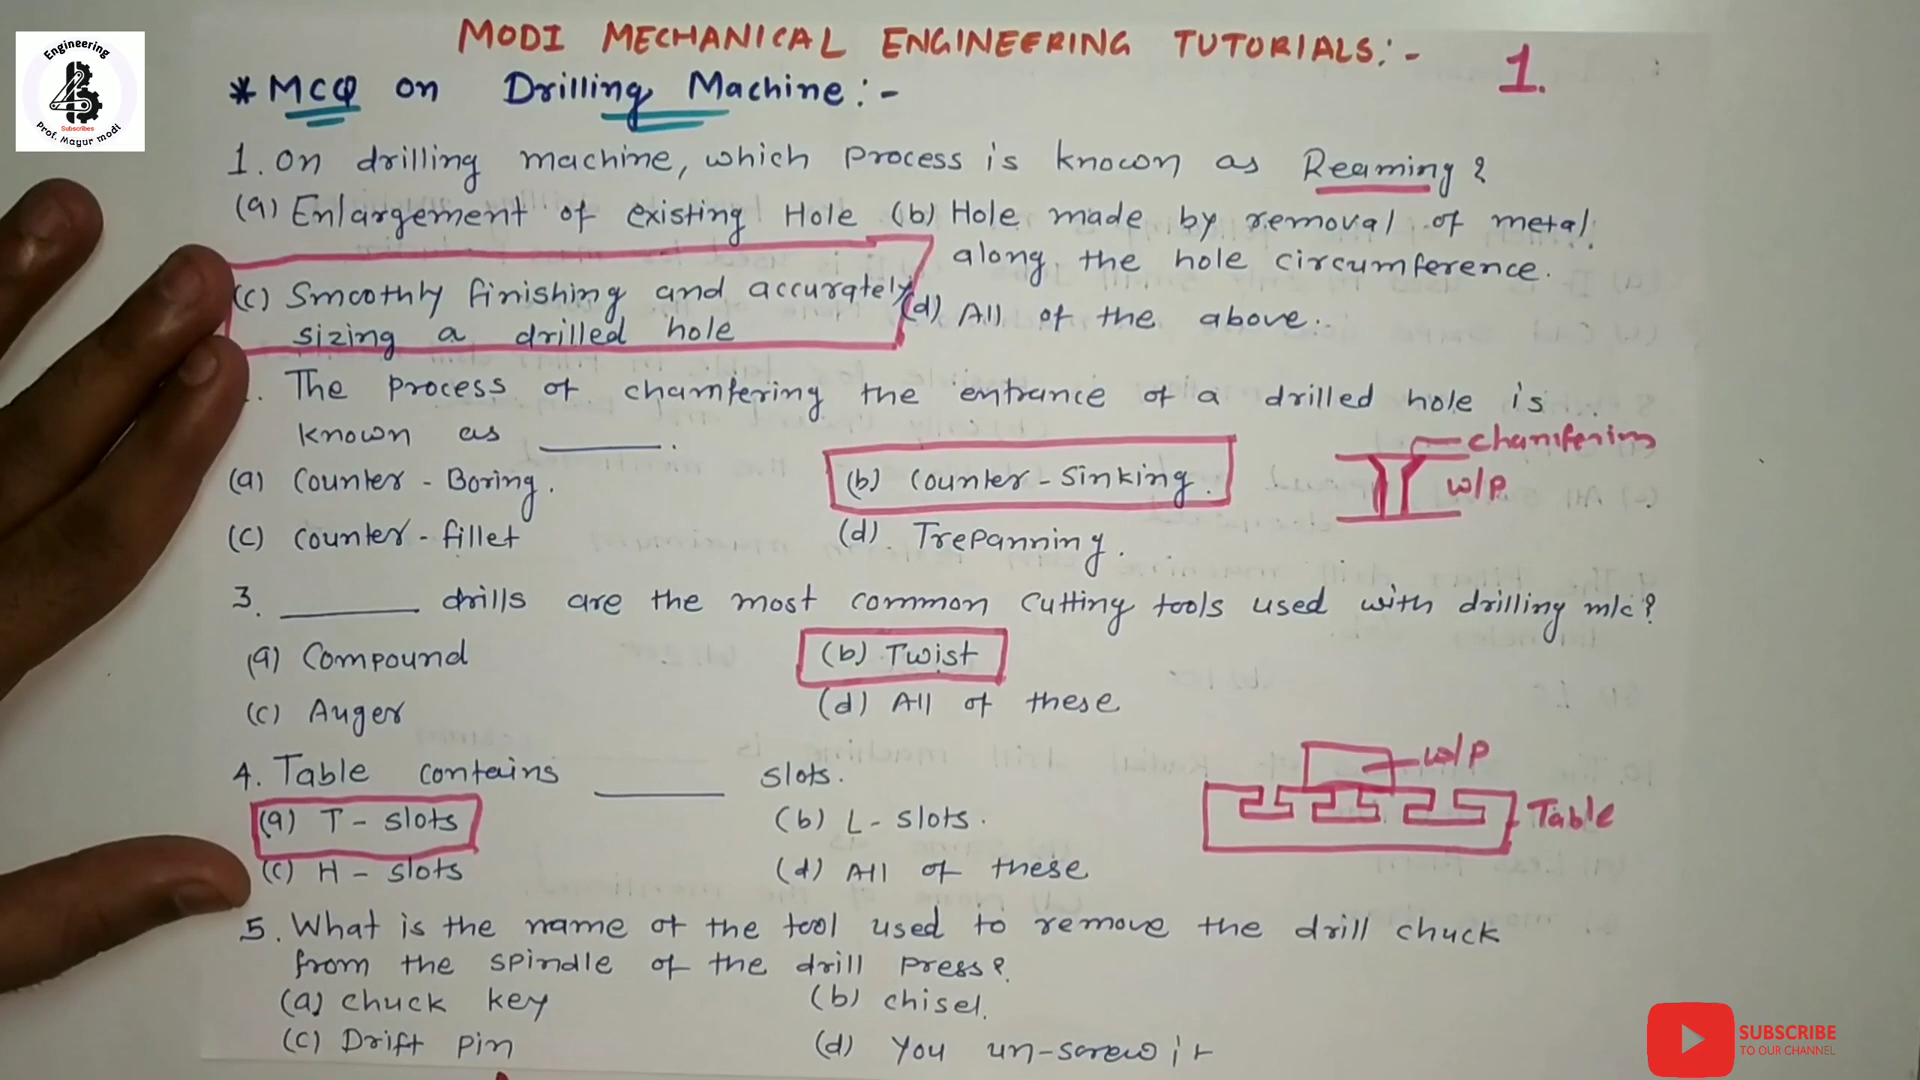 Engineering
Subscribes
Prof. Mayur modi
MODI MECHANICAL ENGINEERING TUTORIALS:-
1.
* MCQ on Drilling Machine:-
1. On drilling machine, which process is known as Reaming?
(a) Enlargement of existing Hole (b) Hole made by removal of metal
along the hole circumference.
(c) Smoothly finishing and accurately
sizing a drilled hole
(d) All of the above:-
. The process of chamfering the entrance of a drilled hole is
known as ______.
(a) Counter - Boring.
(b) Counter - Sinking.
chamfering
w/p
(c) Counter - fillet
(d). Trepanning.
3. ______ drills are the most common cutting tools used with drilling m/c?
(a) Compound
(b) Twist
(c) Auger
(d) All of these
4. Table contains ______ slots.
(a) T - slots
(b) L - slots.
(c) H - slots
(d) All of these
w/p
Table
5. What is the name of the tool used to remove the drill chuck
from the spindle of the drill press?
(a) chuck key
(b) chisel.
(c) Drift pin
(d) You un-screw it
SUBSCRIBE
TO OUR CHANNEL